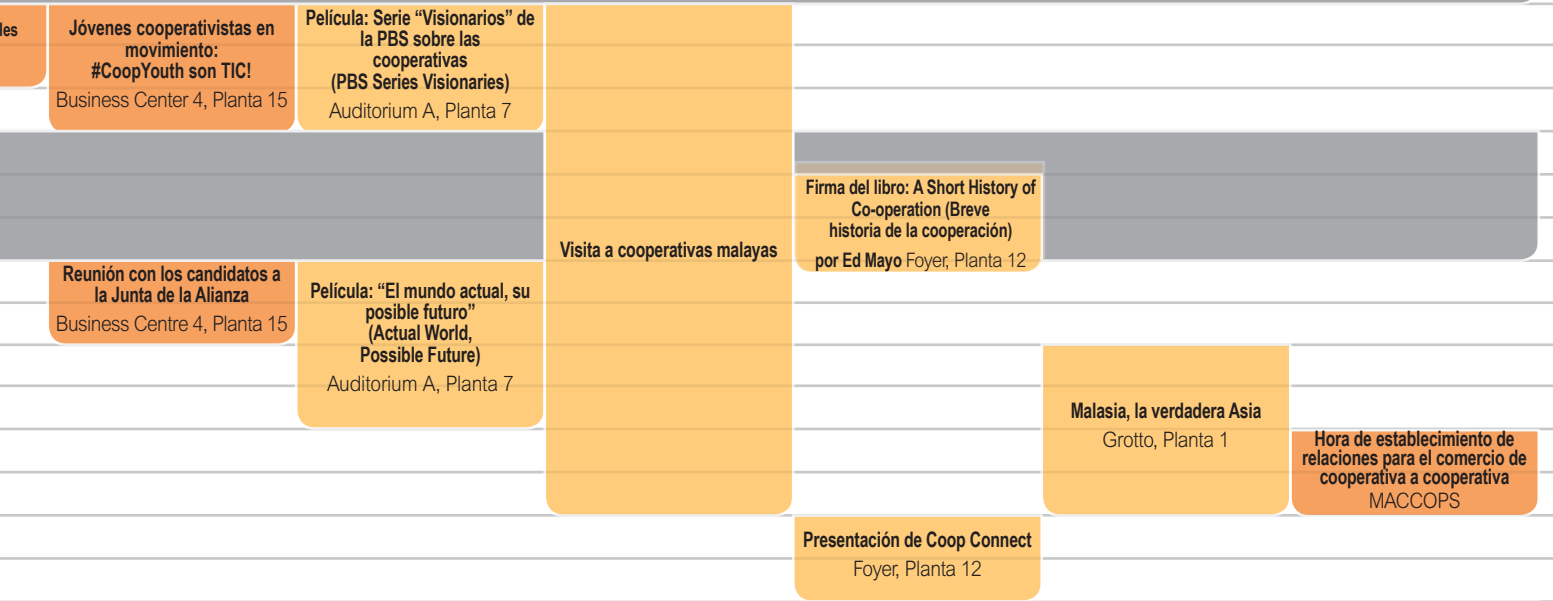 Jóvenes cooperativistas en
movimiento:
#CoopYouth son TIC!
Business Center 4, Planta 15
Película: Serie “Visionarios” de
la PBS sobre las
cooperativas
(PBS Series Visionaries)
Auditorium A, Planta 7
Visita a cooperativas malayas
Firma del libro: A Short History of
Co-operation (Breve
historia de la cooperación)
por Ed Mayo Foyer, Planta 12
Reunión con los candidatos a
la Junta de la Alianza
Business Centre 4, Planta 15
Película: “El mundo actual, su
posible futuro”
(Actual World,
Possible Future)
Auditorium A, Planta 7
Malasia, la verdadera Asia
Grotto, Planta 1
Hora de establecimiento de
relaciones para el comercio de
cooperativa a cooperativa
MACCOPS
Presentación de Coop Connect
Foyer, Planta 12